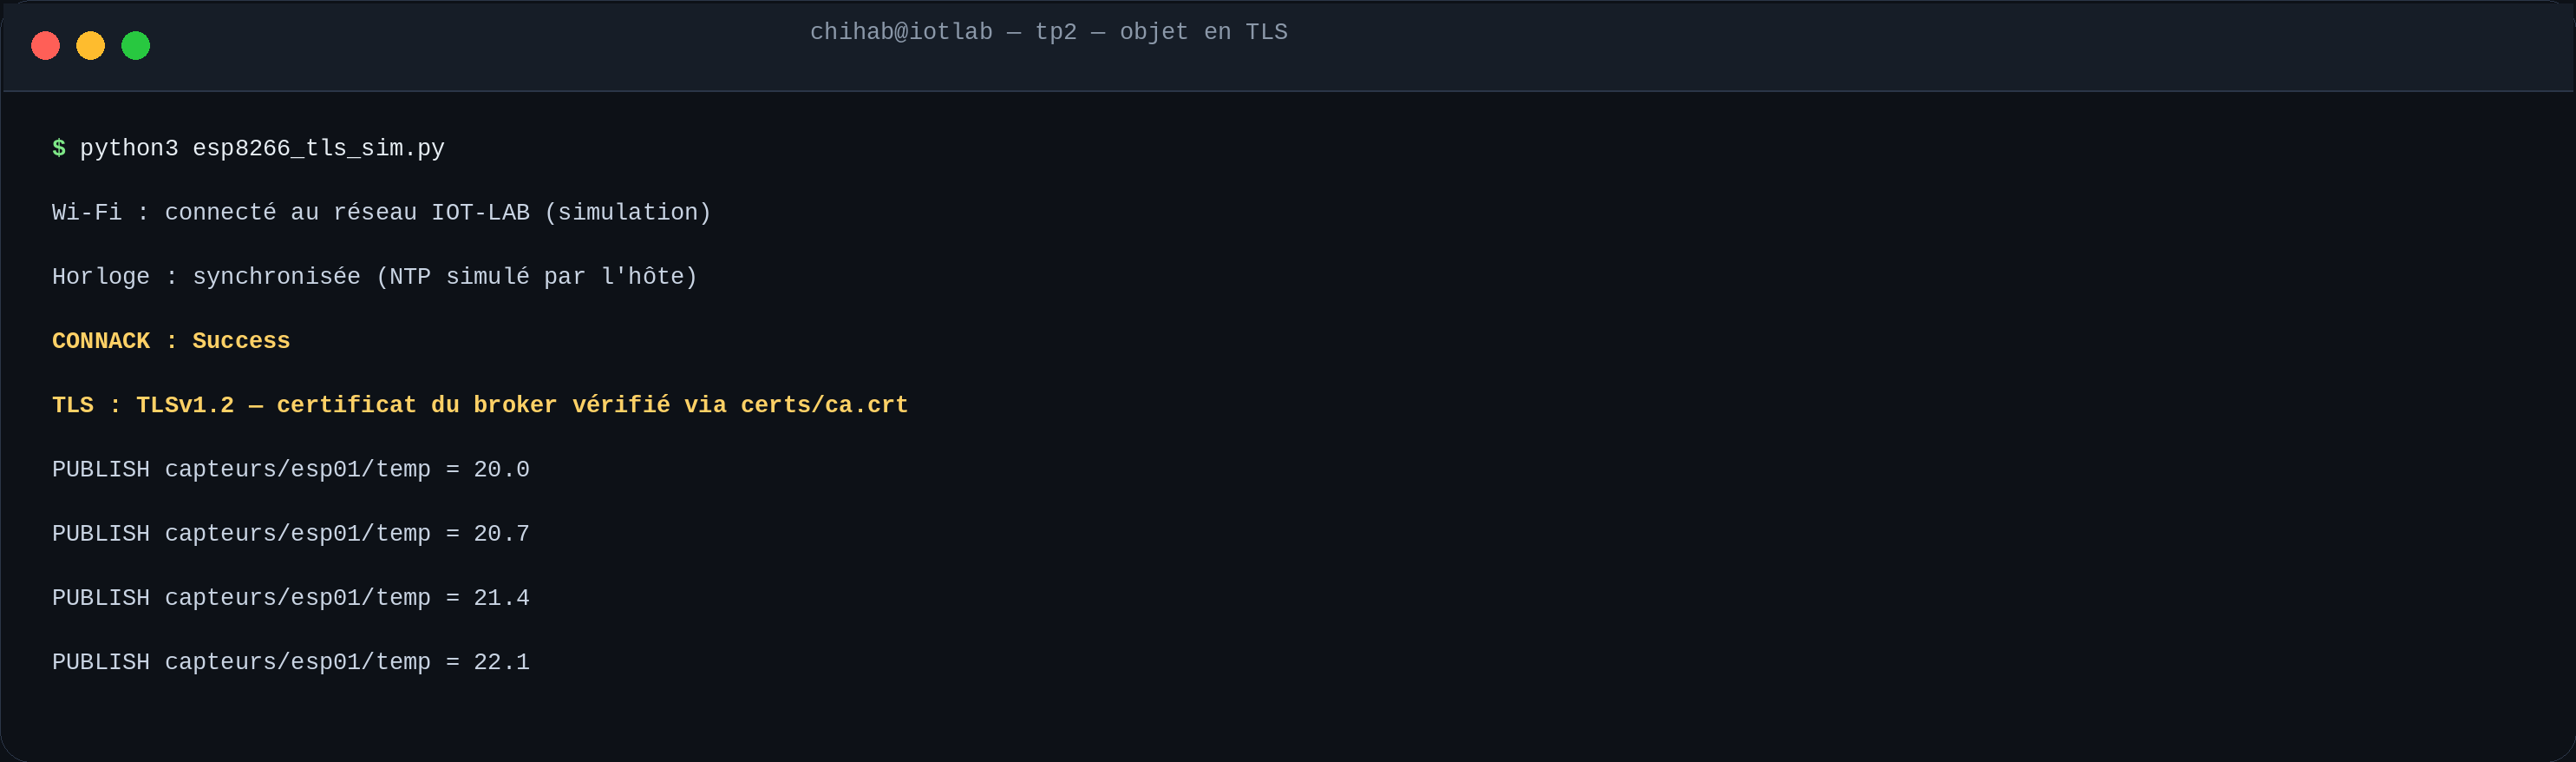 chihab@iotlab — tp2 — objet en TLS
$ python3 esp8266_tls_sim.py
Wi-Fi : connecté au réseau IOT-LAB (simulation)
Horloge : synchronisée (NTP simulé par l'hôte)
CONNACK : Success
TLS : TLSv1.2 — certificat du broker vérifié via certs/ca.crt
PUBLISH capteurs/esp01/temp = 20.0
PUBLISH capteurs/esp01/temp = 20.7
PUBLISH capteurs/esp01/temp = 21.4
PUBLISH capteurs/esp01/temp = 22.1